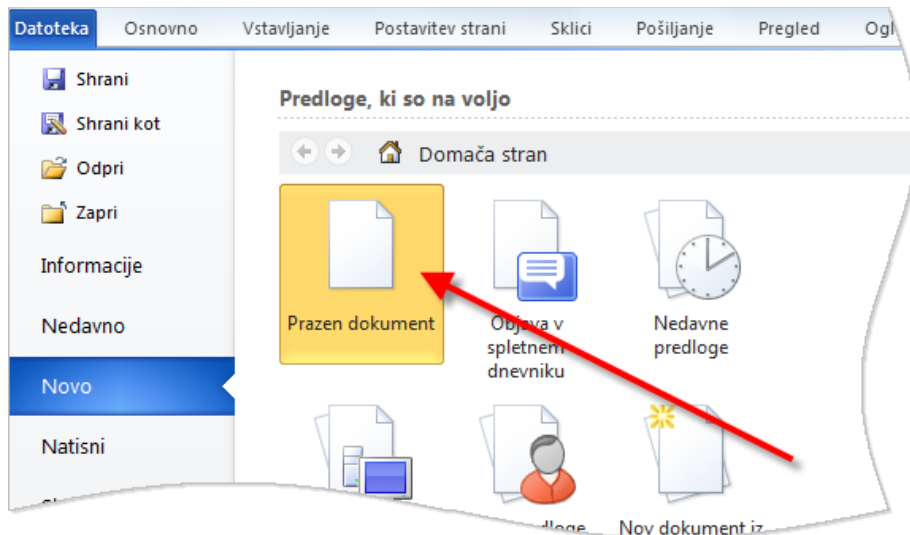 Datoteka Osnovno Vstavljanje Postavitev strani Sklici Pošiljanje Pregled
Shrani
Shrani kot
Odpri
Zapri
Informacije
Nedavno
Novo
Natisni
Predloge, ki so na voljo
Domača stran
Prazen dokument
Objava v
spletnem
dnevniku
Nedavne
predloge
Nov dokument iz